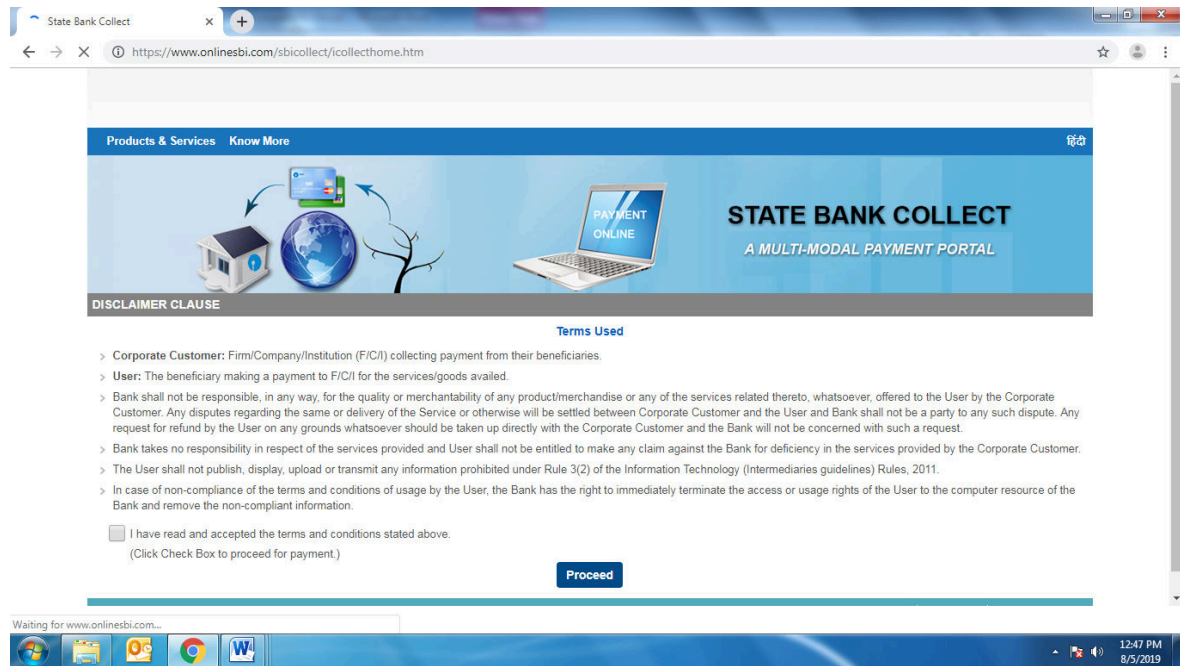 State Bank Collect
https://www.onlinesbi.com/sbicollect/icollecthome.htm
Products & Services Know More हिंदी
PAYMENT
ONLINE
STATE BANK COLLECT
A MULTI-MODAL PAYMENT PORTAL
DISCLAIMER CLAUSE
Terms Used
Corporate Customer: Firm/Company/Institution (F/C/I) collecting payment from their beneficiaries.
User: The beneficiary making a payment to F/C/I for the services/goods availed.
Bank shall not be responsible, in any way, for the quality or merchantability of any product/merchandise or any of the services related thereto, whatsoever, offered to the User by the Corporate
Customer. Any disputes regarding the same or delivery of the Service or otherwise will be settled between Corporate Customer and the User and Bank shall not be a party to any such dispute. Any
request for refund by the User on any grounds whatsoever should be taken up directly with the Corporate Customer and the Bank will not be concerned with such a request.
Bank takes no responsibility in respect of the services provided and User shall not be entitled to make any claim against the Bank for deficiency in the services provided by the Corporate Customer.
The User shall not publish, display, upload or transmit any information prohibited under Rule 3(2) of the Information Technology (Intermediaries guidelines) Rules, 2011.
In case of non-compliance of the terms and conditions of usage by the User, the Bank has the right to immediately terminate the access or usage rights of the User to the computer resource of the
Bank and remove the non-compliant information.
I have read and accepted the terms and conditions stated above.
(Click Check Box to proceed for payment.)
Proceed
Waiting for www.onlinesbi.com...
12:47 PM
8/5/2019